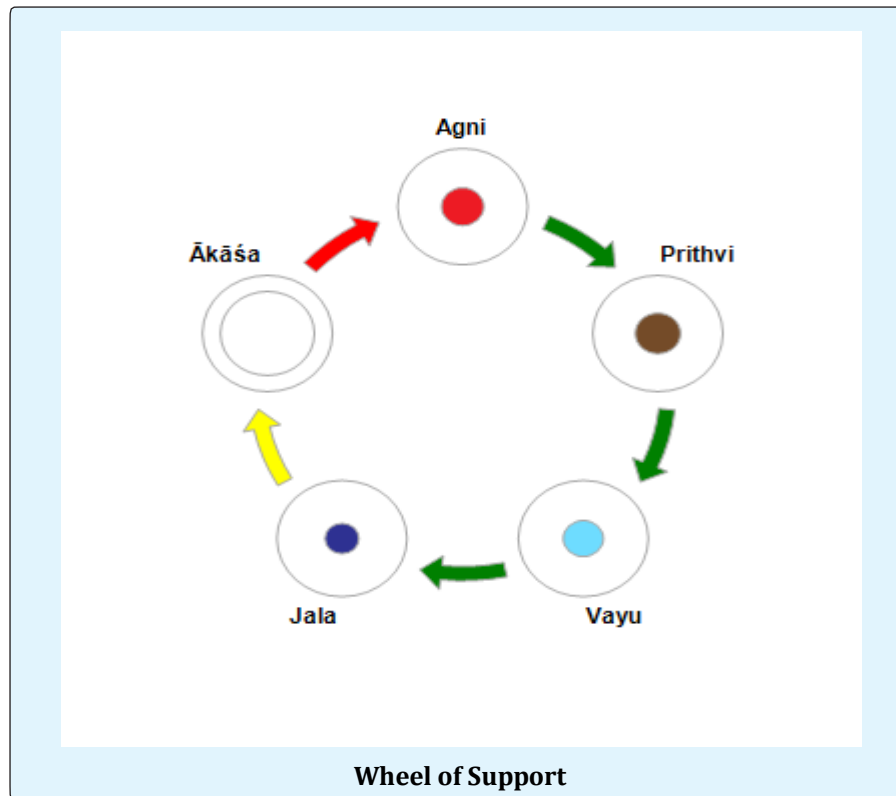 Agni
Ākāśa
Prithvi
Jala
Vayu
Wheel of Support